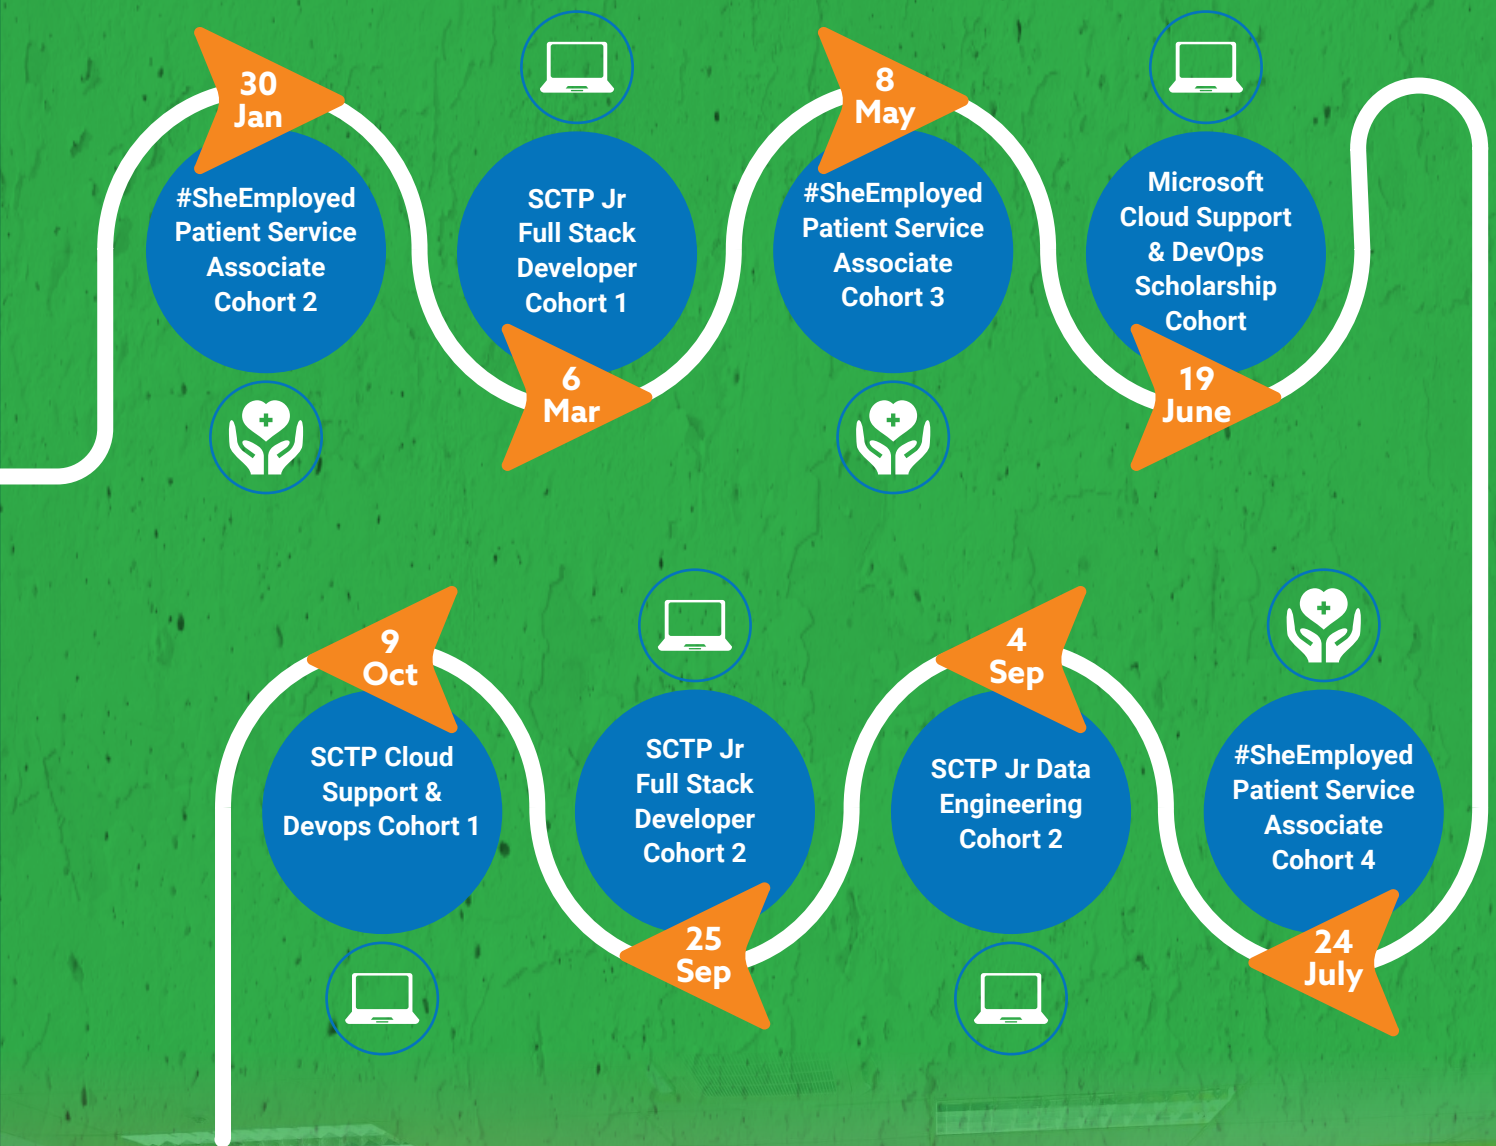 30
Jan
#SheEmployed
Patient Service
Associate
Cohort 2
SCTP Jr
Full Stack
Developer
Cohort 1
6
Mar
8
May
#SheEmployed
Patient Service
Associate
Cohort 3
Microsoft
Cloud Support
& DevOps
Scholarship
Cohort
19
June
#SheEmployed
Patient Service
Associate
Cohort 4
24
July
4
Sep
SCTP Jr Data
Engineering
Cohort 2
SCTP Jr
Full Stack
Developer
Cohort 2
25
Sep
9
Oct
SCTP Cloud
Support &
Devops Cohort 1